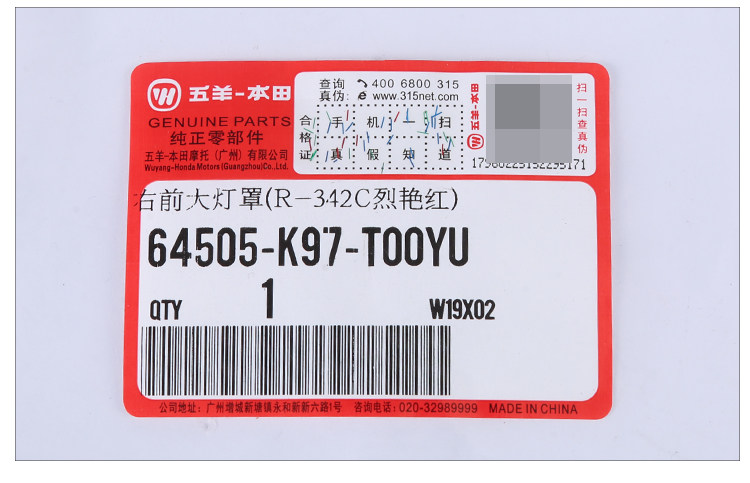 五羊-本田
GENUINE PARTS
纯正零部件
五羊-本田摩托(广州)有限公司
Wuyang-Honda Motors (Guangzhou) Co., Ltd.
查询 400 6800 315
真伪: www.315net.com
合格证
手机扫
真假知道
五羊-本田
扫一扫查真伪
右前大灯罩(R-342C烈艳红)
64505-K97-T00YU
QTY 1 W19X02
公司地址: 广州增城新塘镇永和新新六路1号 咨询电话: 020-32989999 MADE IN CHINA